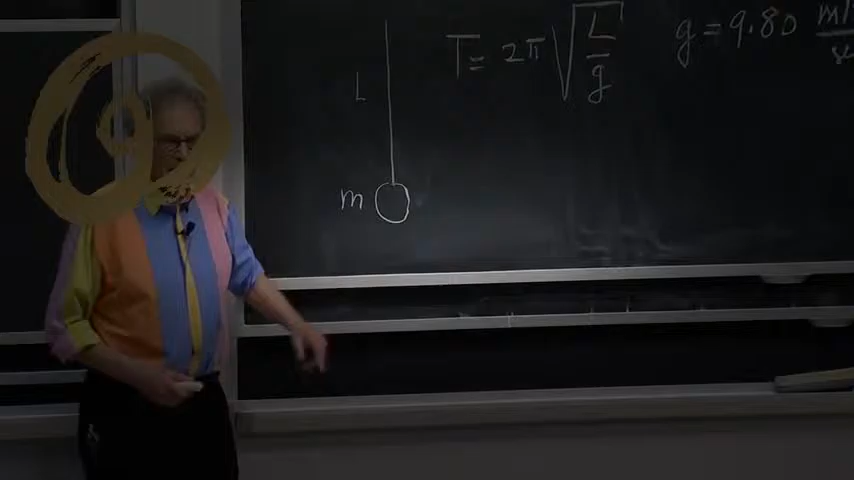 T = 2π √(L/g) g = 9.80 m/
L
m